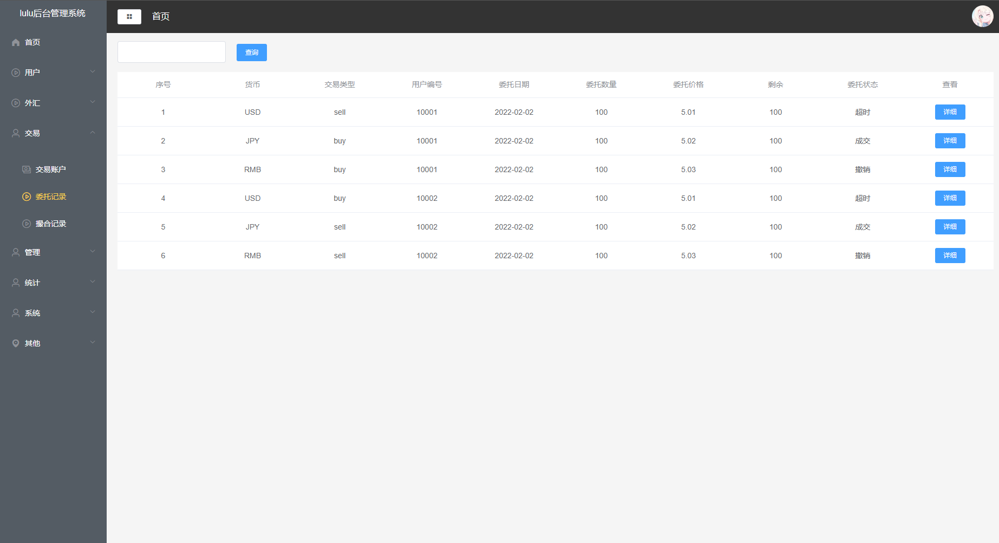 lulu后台管理系统
首页
用户
外汇
交易
交易账户
委托记录
撮合记录
管理
统计
系统
其他
首页
查询
序号 货币 交易类型 用户编号 委托日期 委托数量 委托价格 剩余 委托状态 查看
1 USD sell 10001 2022-02-02 100 5.01 100 超时 详细
2 JPY buy 10001 2022-02-02 100 5.02 100 成交 详细
3 RMB buy 10001 2022-02-02 100 5.03 100 撤销 详细
4 USD buy 10002 2022-02-02 100 5.01 100 超时 详细
5 JPY sell 10002 2022-02-02 100 5.02 100 成交 详细
6 RMB sell 10002 2022-02-02 100 5.03 100 撤销 详细